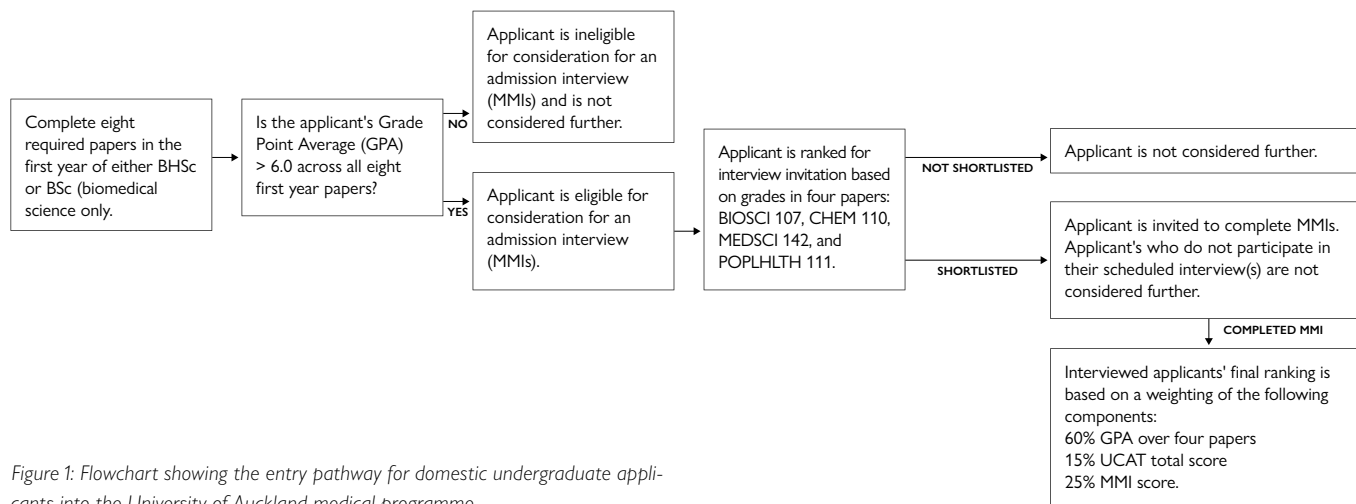 Complete eight
required papers in the
first year of either BHSc
or BSc (biomedical
science only.
Is the applicant's Grade
Point Average (GPA)
> 6.0 across all eight
first year papers?
NO
Applicant is ineligible
for consideration for an
admission interview
(MMIs) and is not
considered further.
YES
Applicant is eligible for
consideration for an
admission interview
(MMIs).
Applicant is ranked for
interview invitation based
on grades in four papers:
BIOSCI 107, CHEM 110,
MEDSCI 142, and
POPLHLTH 111.
NOT SHORTLISTED
Applicant is not considered further.
SHORTLISTED
Applicant is invited to complete MMIs.
Applicant's who do not participate in
their scheduled interview(s) are not
considered further.
COMPLETED MMI
Interviewed applicants' final ranking is
based on a weighting of the following
components:
60% GPA over four papers
15% UCAT total score
25% MMI score.
Figure 1: Flowchart showing the entry pathway for domestic undergraduate appli-
cants into the University of Auckland medical programme